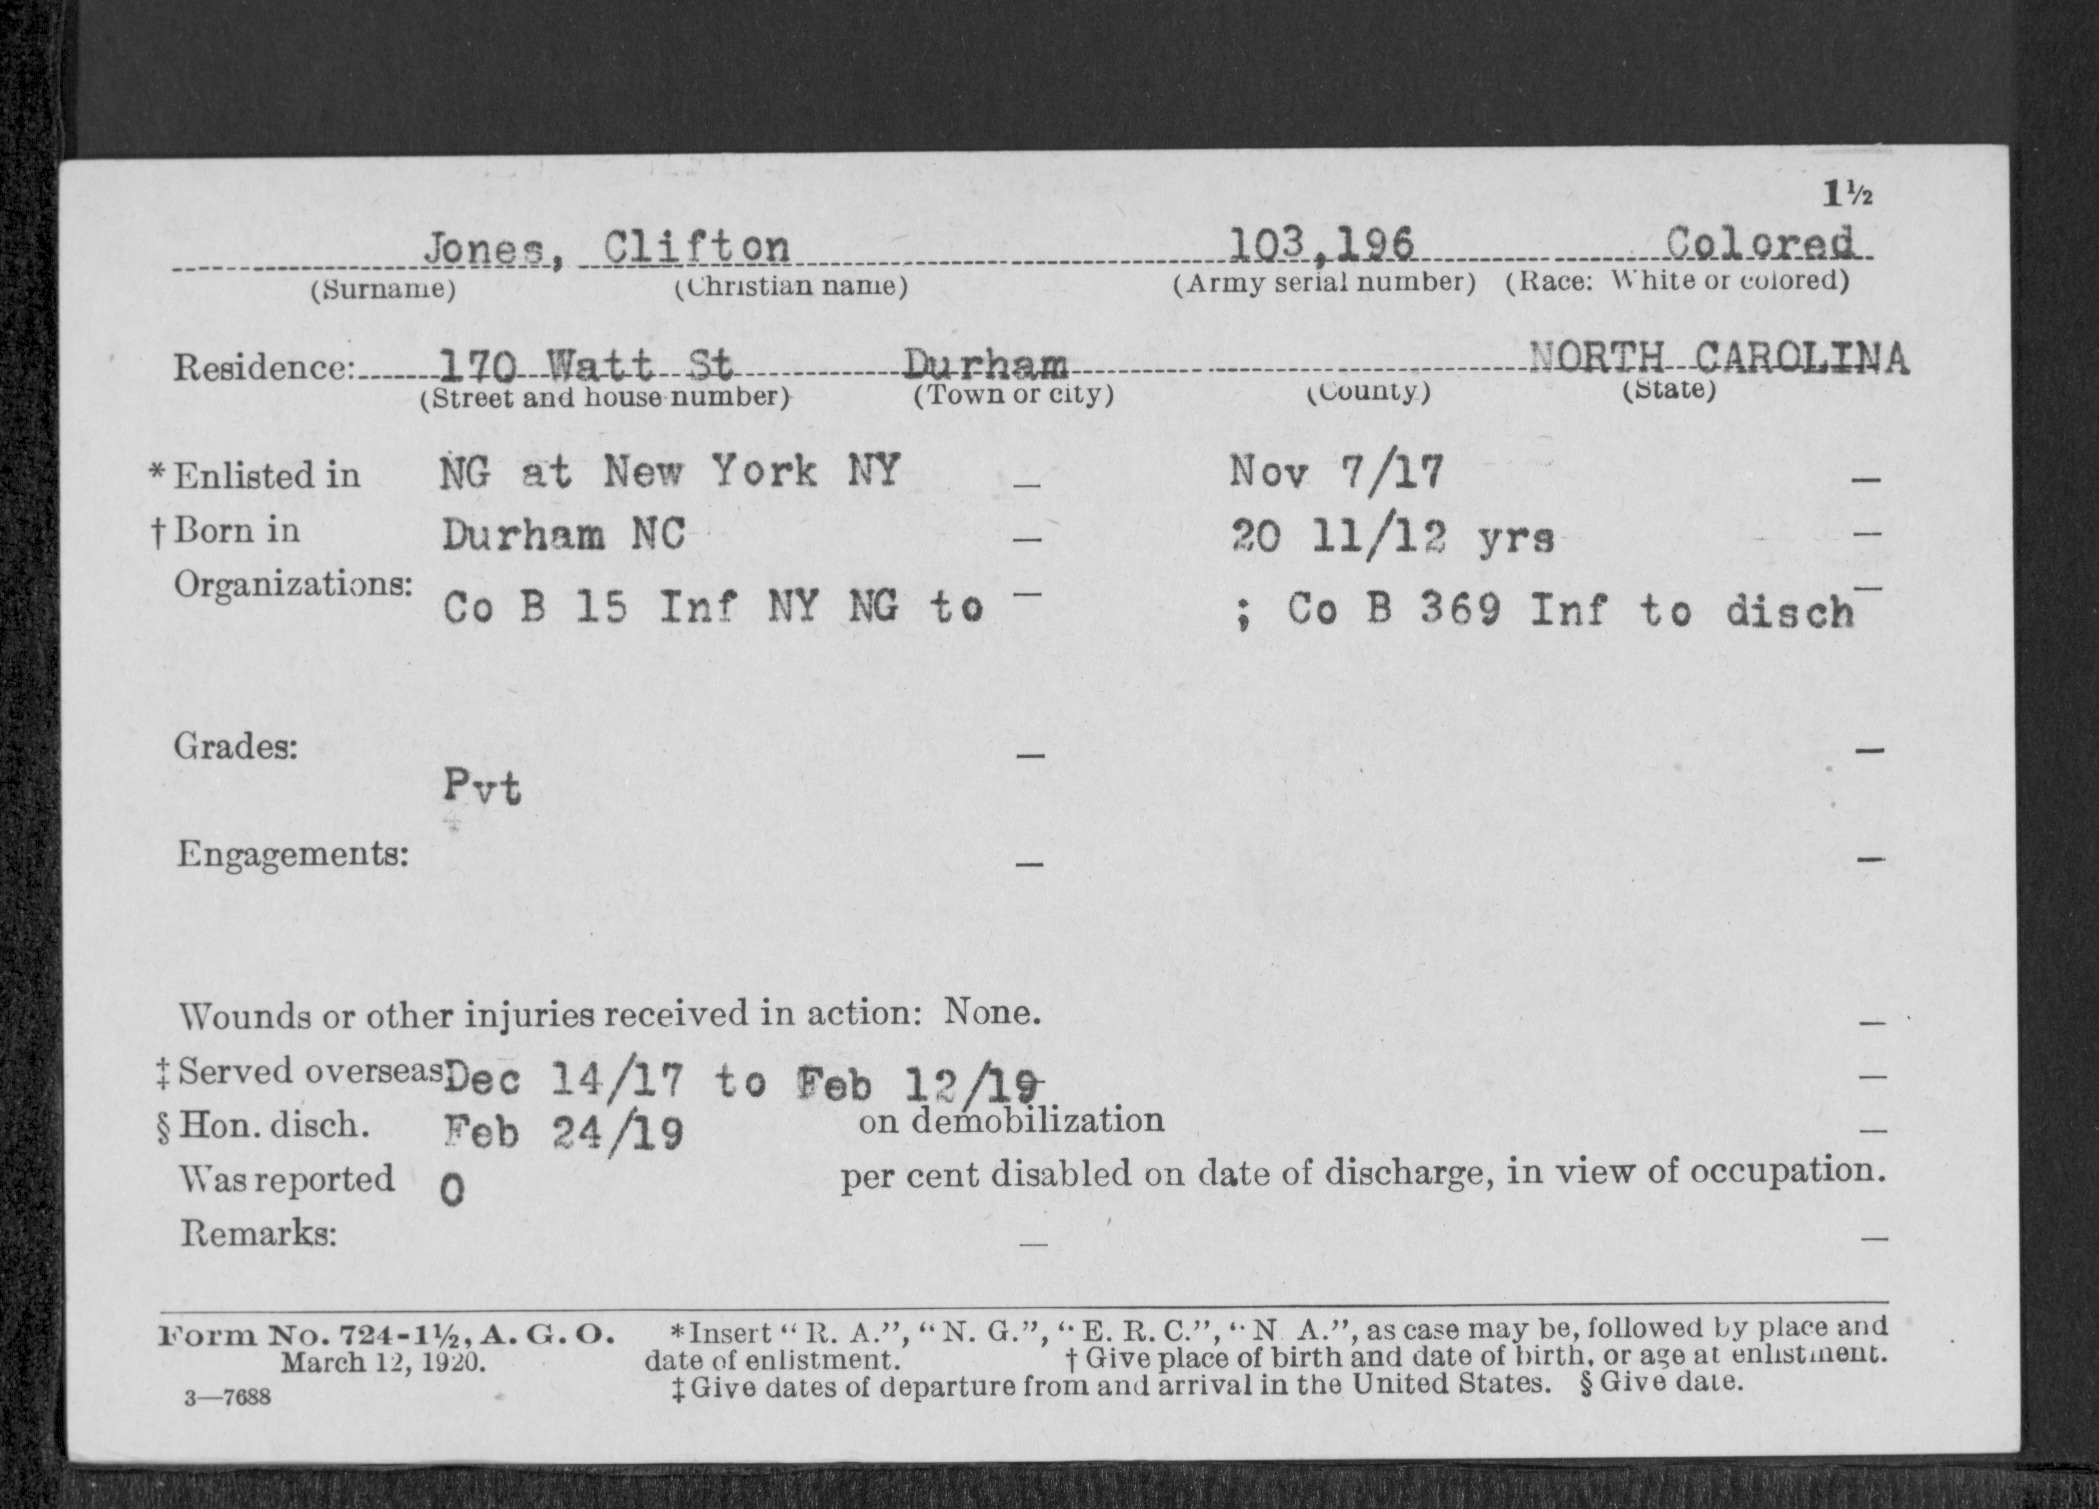 1½
Jones, Clifton 103,196 Colored
(Surname) (Christian name) (Army serial number) (Race: White or colored)
Residence: 170 Watt St Durham NORTH CAROLINA
(Street and house number) (Town or city) (County) (State)
* Enlisted in NG at New York NY — Nov 7/17 —
† Born in Durham NC — 20 11/12 yrs —
Organizations: Co B 15 Inf NY NG to — ; Co B 369 Inf to disch —
Grades: — —
Pvt
Engagements: — —
Wounds or other injuries received in action: None. —
‡ Served overseas Dec 14/17 to Feb 12/19 —
§ Hon. disch. Feb 24/19 on demobilization —
Was reported 0 per cent disabled on date of discharge, in view of occupation.
Remarks: — —
Form No. 724-1½, A. G. O. *Insert "R. A.", "N. G.", "E. R. C.", "N A.", as case may be, followed by place and
March 12, 1920. date of enlistment. † Give place of birth and date of birth, or age at enlistment.
3—7688 ‡ Give dates of departure from and arrival in the United States. § Give date.